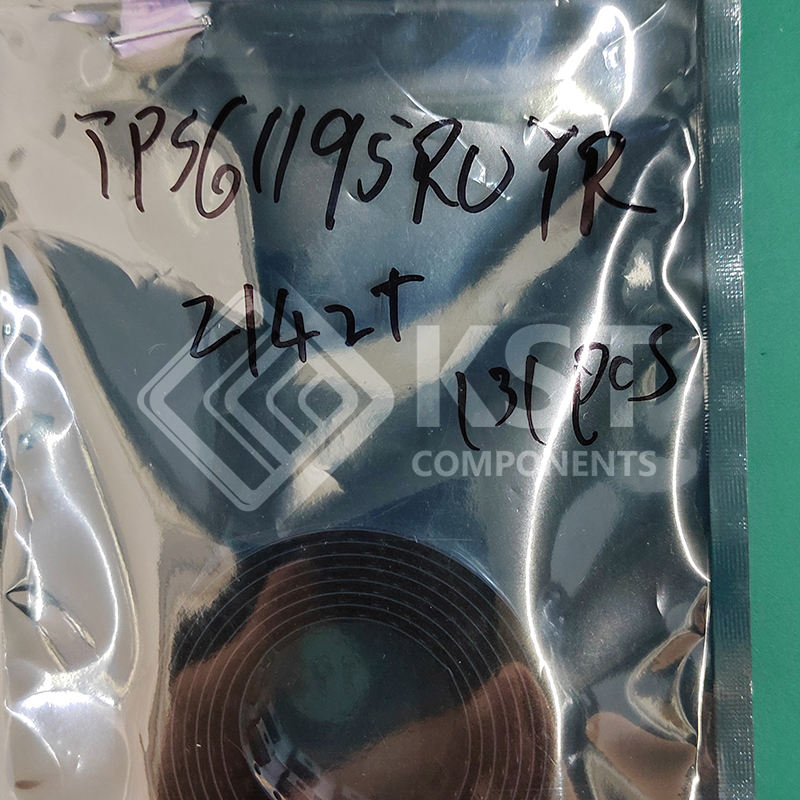 TPS61195RUYR
2142+
131pcS
KST
COMPONENTS